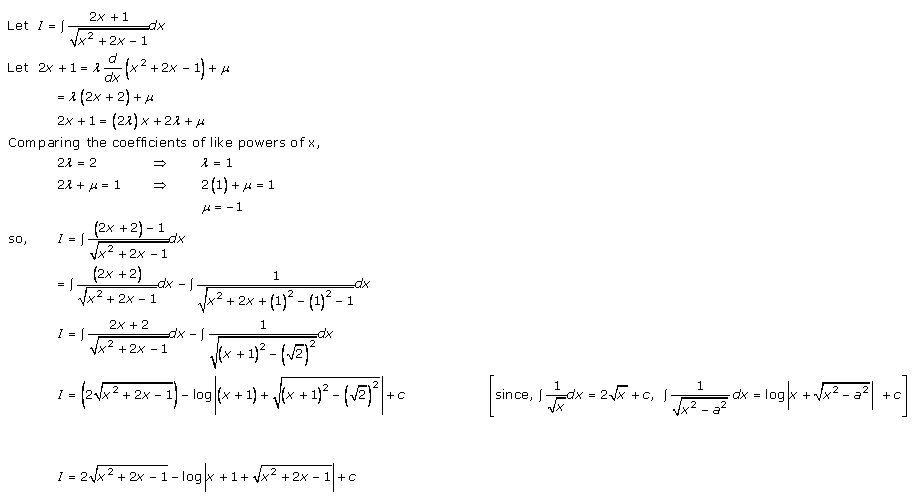 Let I = ∫ (2x + 1)/√(x² + 2x − 1) dx
Let 2x + 1 = λ d/dx (x² + 2x − 1) + μ
= λ(2x + 2) + μ
2x + 1 = (2λ)x + 2λ + μ
Comparing the coefficients of like powers of x,
2λ = 2 ⇒ λ = 1
2λ + μ = 1 ⇒ 2(1) + μ = 1
μ = −1
so, I = ∫ ((2x + 2) − 1)/√(x² + 2x − 1) dx
= ∫ (2x + 2)/√(x² + 2x − 1) dx − ∫ 1/√(x² + 2x + (1)² − (1)² − 1) dx
I = ∫ (2x + 2)/√(x² + 2x − 1) dx − ∫ 1/√((x + 1)² − (√2)²) dx
I = (2√(x² + 2x − 1)) − log|(x + 1) + √((x + 1)² − (√2)²)| + c [since, ∫ 1/√x dx = 2√x + c, ∫ 1/√(x² − a²) dx = log|x + √(x² − a²)| + c]
I = 2√(x² + 2x − 1) − log|x + 1 + √(x² + 2x − 1)| + c